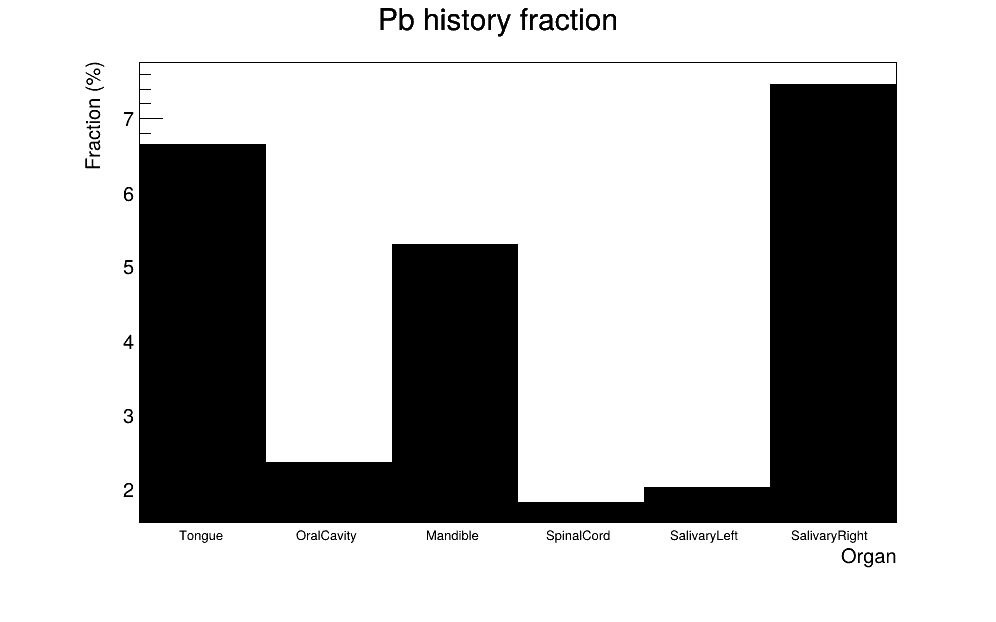 Pb history fraction
Fraction (%)
7
6
5
4
3
2
Tongue OralCavity Mandible SpinalCord SalivaryLeft SalivaryRight
Organ